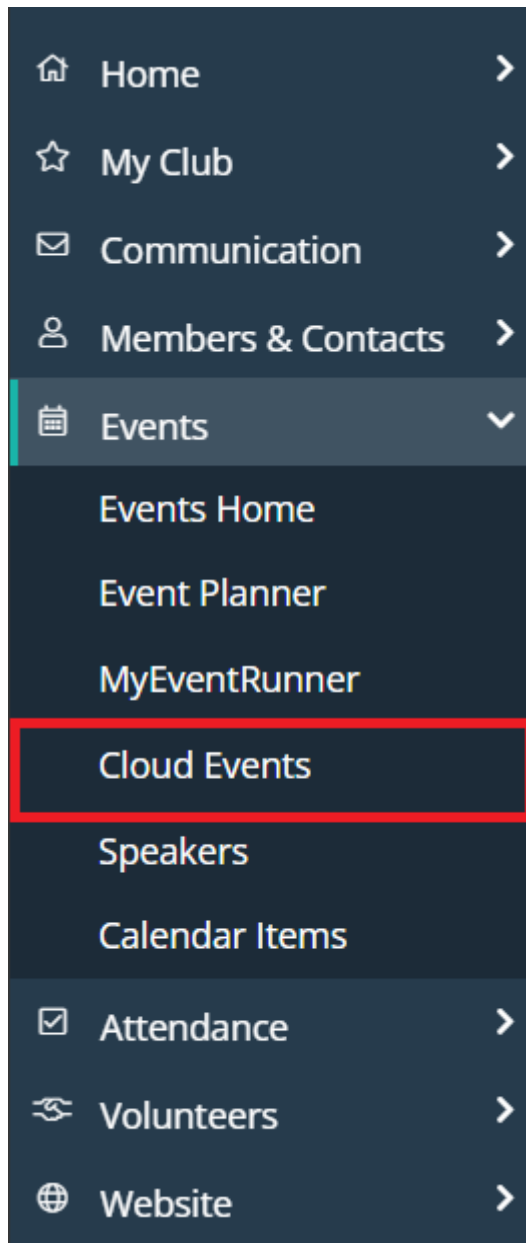 Home
My Club
Communication
Members & Contacts
Events
Events Home
Event Planner
MyEventRunner
Cloud Events
Speakers
Calendar Items
Attendance
Volunteers
Website